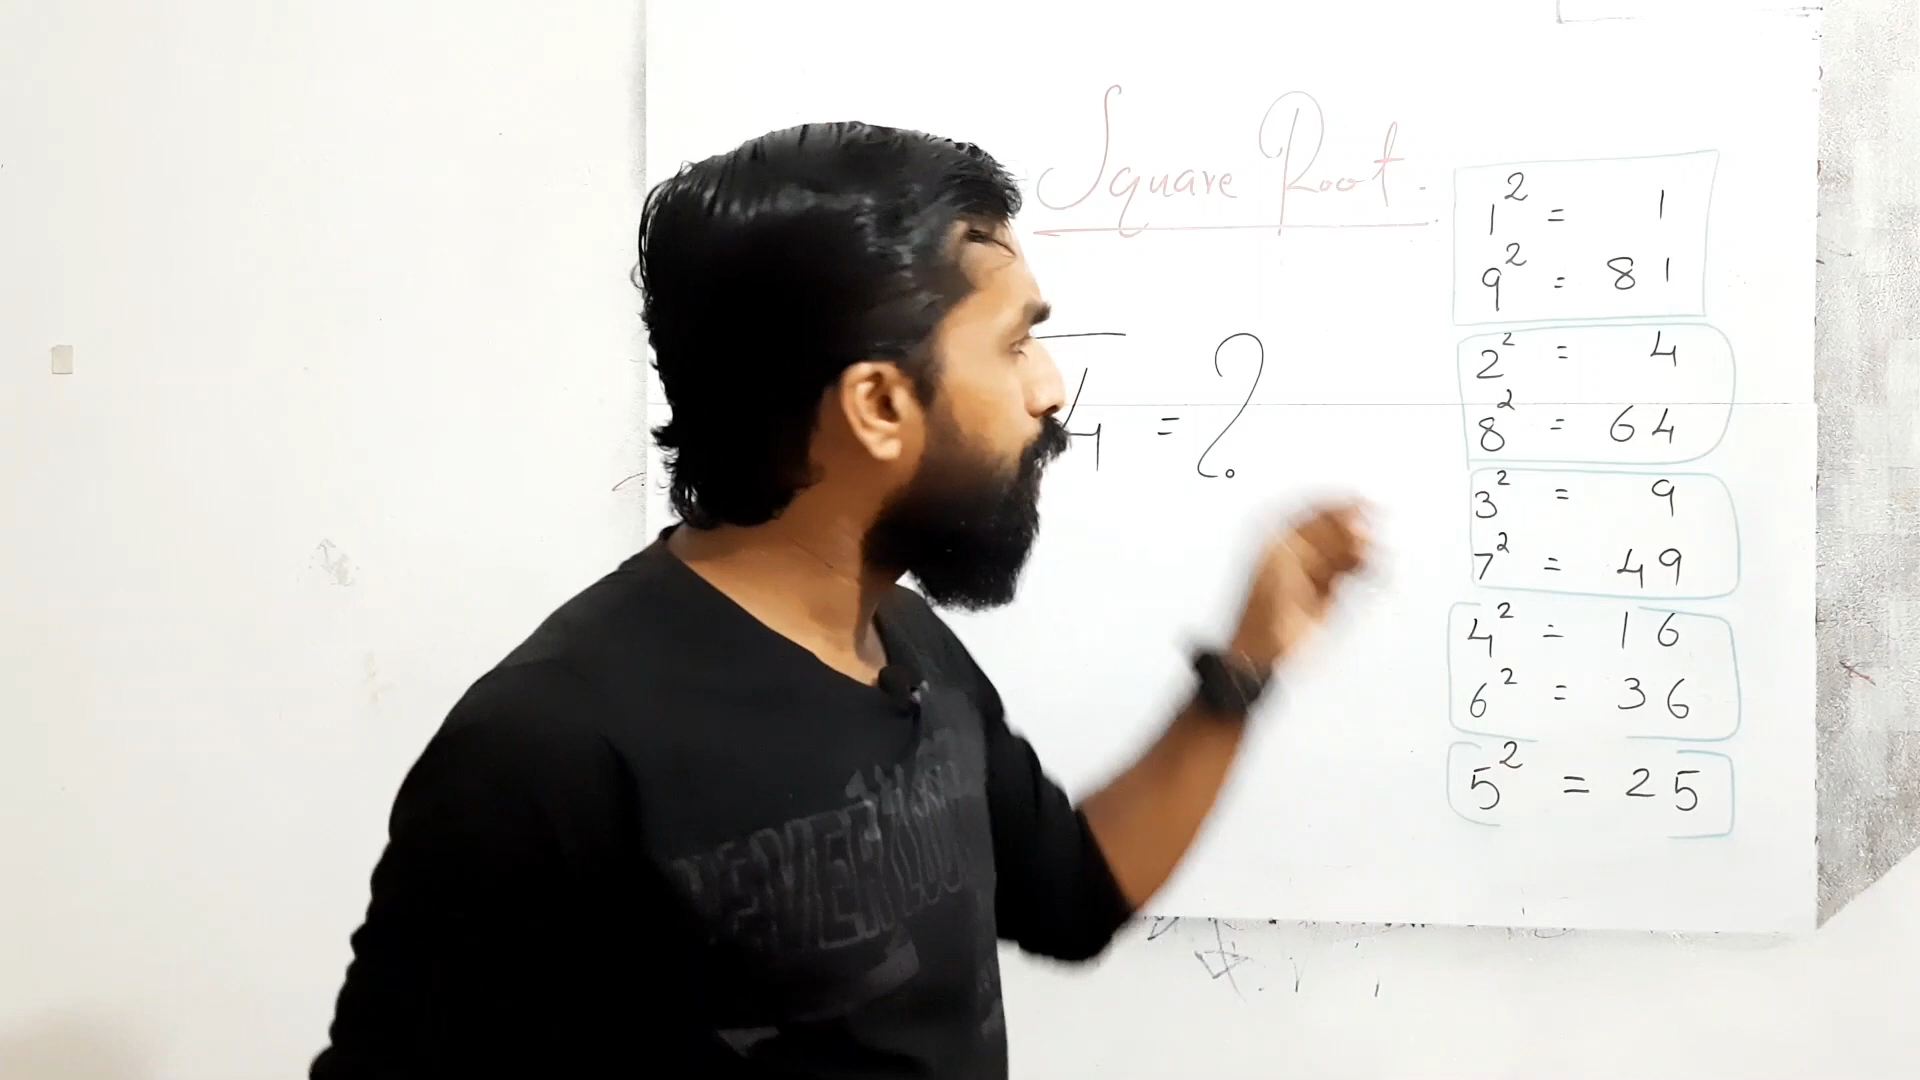 Square Root.
4 = ?
1² = 1
9² = 81
2² = 4
8² = 64
3² = 9
7² = 49
4² = 16
6² = 36
5² = 25